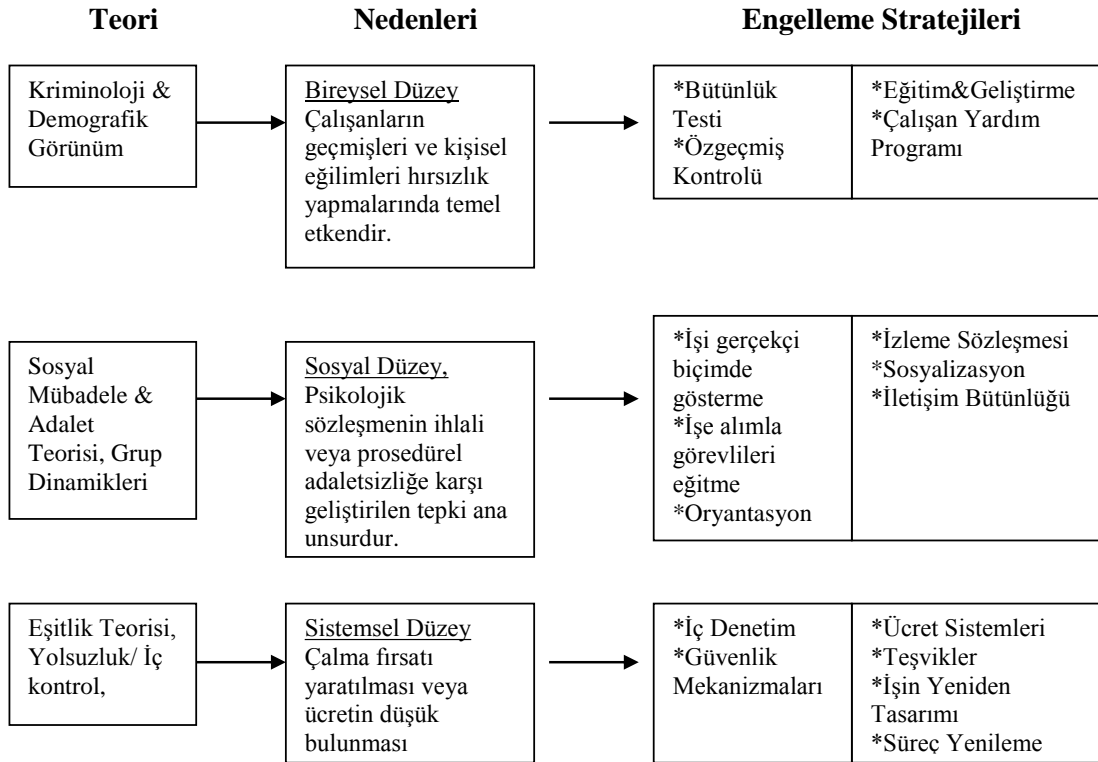 Teori
Nedenleri
Engelleme Stratejileri
Kriminoloji &
Demografik
Görünüm
Bireysel Düzey
Çalışanların
geçmişleri ve kişisel
eğilimleri hırsızlık
yapmalarında temel
etkendir.
*Bütünlük
Testi
*Özgeçmiş
Kontrolü
*Eğitim&Geliştirme
*Çalışan Yardım
Programı
Sosyal
Mübadele &
Adalet
Teorisi, Grup
Dinamikleri
Sosyal Düzey,
Psikolojik
sözleşmenin ihlali
veya prosedürel
adaletsizliğe karşı
geliştirilen tepki ana
unsurdur.
*İşi gerçekçi
biçimde
gösterme
*İşe alımla
görevlileri
eğitme
*Oryantasyon
*İzleme Sözleşmesi
*Sosyalizasyon
*İletişim Bütünlüğü
Eşitlik Teorisi,
Yolsuzluk/ İç
kontrol,
Sistemsel Düzey
Çalma fırsatı
yaratılması veya
ücretin düşük
bulunması
*İç Denetim
*Güvenlik
Mekanizmaları
*Ücret Sistemleri
*Teşvikler
*İşin Yeniden
Tasarımı
*Süreç Yenileme